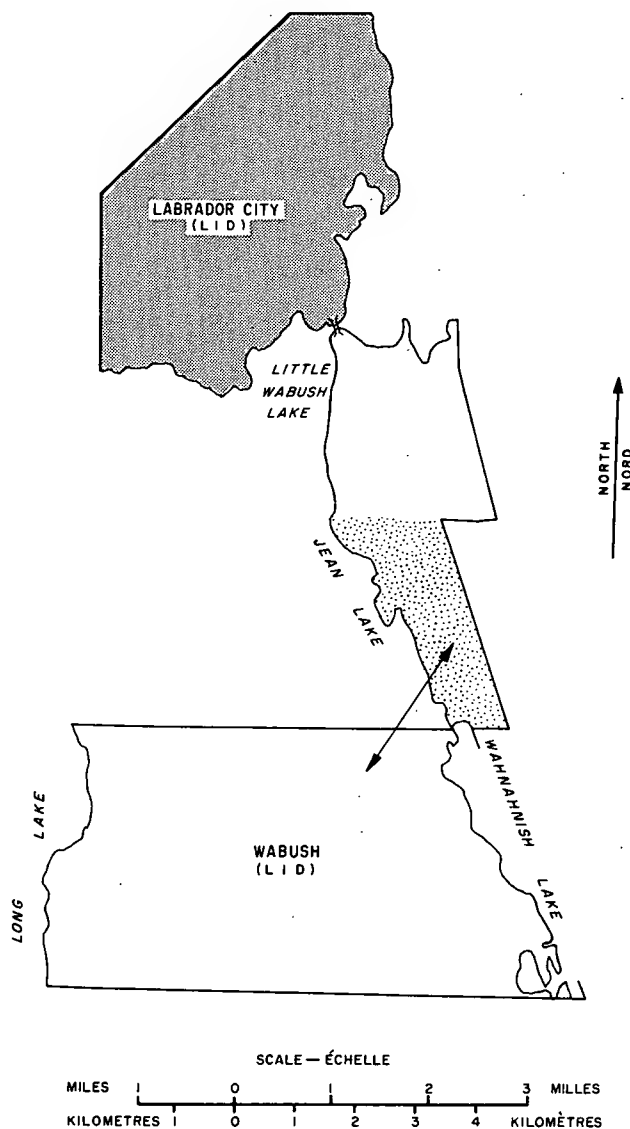 LABRADOR CITY
(L I D)
LITTLE
WABUSH
LAKE
NORTH
NORD
JEAN LAKE
WAHNAHNISH LAKE
LONG LAKE
WABUSH
(L I D)
SCALE — ÉCHELLE
MILES 1 0 1 2 3 MILLES
KILOMETRES 1 0 1 2 3 4 KILOMÈTRES